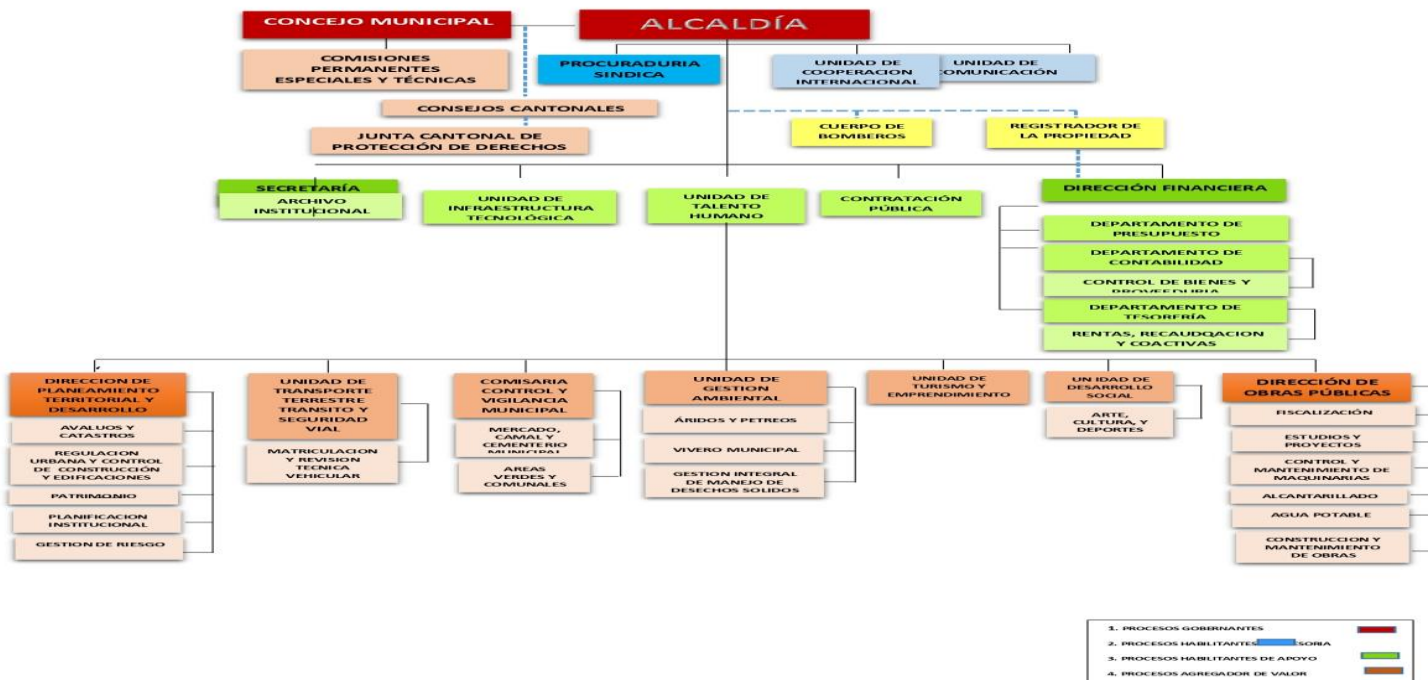 CONCEJO MUNICIPAL
ALCALDÍA
COMISIONES
PERMANENTES
ESPECIALES Y TÉCNICAS
PROCURADURIA
SINDICA
UNIDAD DE
COOPERACION
INTERNACIONAL
UNIDAD DE
COMUNICACIÓN
CONSEJOS CANTONALES
JUNTA CANTONAL DE
PROTECCIÓN DE DERECHOS
CUERPO DE
BOMBEROS
REGISTRADOR DE
LA PROPIEDAD
SECRETARÍA
ARCHIVO
INSTITUCIONAL
UNIDAD DE
INFRAESTRUCTURA
TECNOLÓGICA
UNIDAD DE
TALENTO
HUMANO
CONTRATACIÓN
PÚBLICA
DIRECCIÓN FINANCIERA
DEPARTAMENTO DE
PRESUPUESTO
DEPARTAMENTO DE
CONTABILIDAD
CONTROL DE BIENES Y
PROVEEDURIA
DEPARTAMENTO DE
TESORERÍA
RENTAS, RECAUDQACION
Y COACTIVAS
DIRECCION DE
PLANEAMIENTO
TERRITORIAL Y
DESARROLLO
AVALUOS Y
CATASTROS
REGULACION
URBANA Y CONTROL
DE CONSTRUCCIÓN
Y EDIFICACIONES
PATRIMONIO
PLANIFICACION
INSTITUCIONAL
GESTION DE RIESGO
UNIDAD DE
TRANSPORTE
TERRESTRE
TRANSITO Y
SEGURIDAD
VIAL
MATRICULACION
Y REVISION
TECNICA
VEHICULAR
COMISARIA
CONTROL Y
VIGILANCIA
MUNICIPAL
MERCADO,
CAMAL Y
CEMENTERIO
MUNICIPAL
AREAS
VERDES Y
COMUNALES
UNIDAD DE
GESTION
AMBIENTAL
ÁRIDOS Y PETREOS
VIVERO MUNICIPAL
GESTION INTEGRAL
DE MANEJO DE
DESECHOS SOLIDOS
UNIDAD DE
TURISMO Y
EMPRENDIMIENTO
UN IDAD DE
DESARROLLO
SOCIAL
ARTE,
CULTURA, Y
DEPORTES
DIRECCIÓN DE
OBRAS PÚBLICAS
FISCALIZACIÓN
ESTUDIOS Y
PROYECTOS
CONTROL Y
MANTENIMIENTO DE
MAQUINARIAS
ALCANTARILLADO
AGUA POTABLE
CONSTRUCCION Y
MANTENIMIENTO
DE OBRAS
1. PROCESOS GOBERNANTES
2. PROCESOS HABILITANTES
3. PROCESOS HABILITANTES DE APOYO
4. PROCESOS AGREGADOR DE VALOR